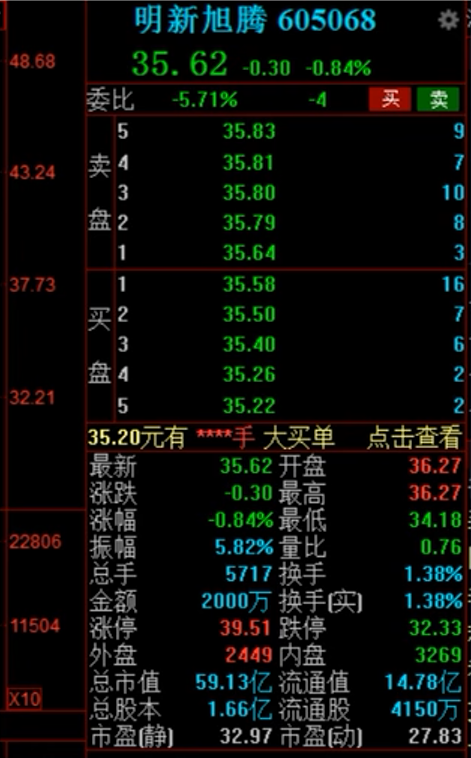 明新旭腾 605068
35.62 -0.30 -0.84%
委比 -5.71% -4 买 卖
卖盘
5 35.83 9
4 35.81 7
3 35.80 10
2 35.79 8
1 35.64 3
买盘
1 35.58 16
2 35.50 7
3 35.40 6
4 35.26 2
5 35.22 2
35.20元有 ****手 大买单 点击查看
最新 35.62 开盘 36.27
涨跌 -0.30 最高 36.27
涨幅 -0.84% 最低 34.18
振幅 5.82% 量比 0.76
总手 5717 换手 1.38%
金额 2000万 换手(实) 1.38%
涨停 39.51 跌停 32.33
外盘 2449 内盘 3269
总市值 59.13亿 流通值 14.78亿
总股本 1.66亿 流通股 4150万
市盈(静) 32.97 市盈(动) 27.83
48.68
43.24
37.73
32.21
22806
11504
X10